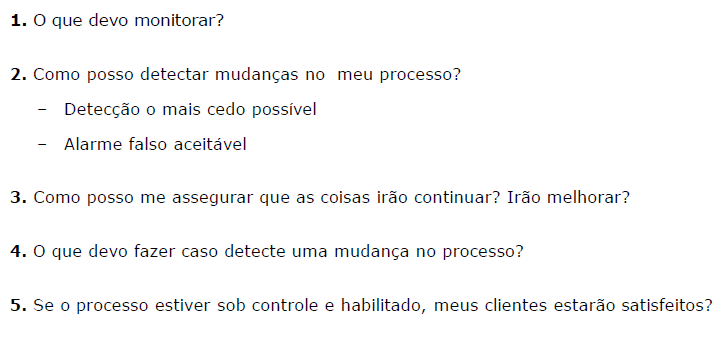 1. O que devo monitorar?
2. Como posso detectar mudanças no  meu processo?
–   Detecção o mais cedo possível
–   Alarme falso aceitável
3. Como posso me assegurar que as coisas irão continuar? Irão melhorar?
4. O que devo fazer caso detecte uma mudança no processo?
5. Se o processo estiver sob controle e habilitado, meus clientes estarão satisfeitos?